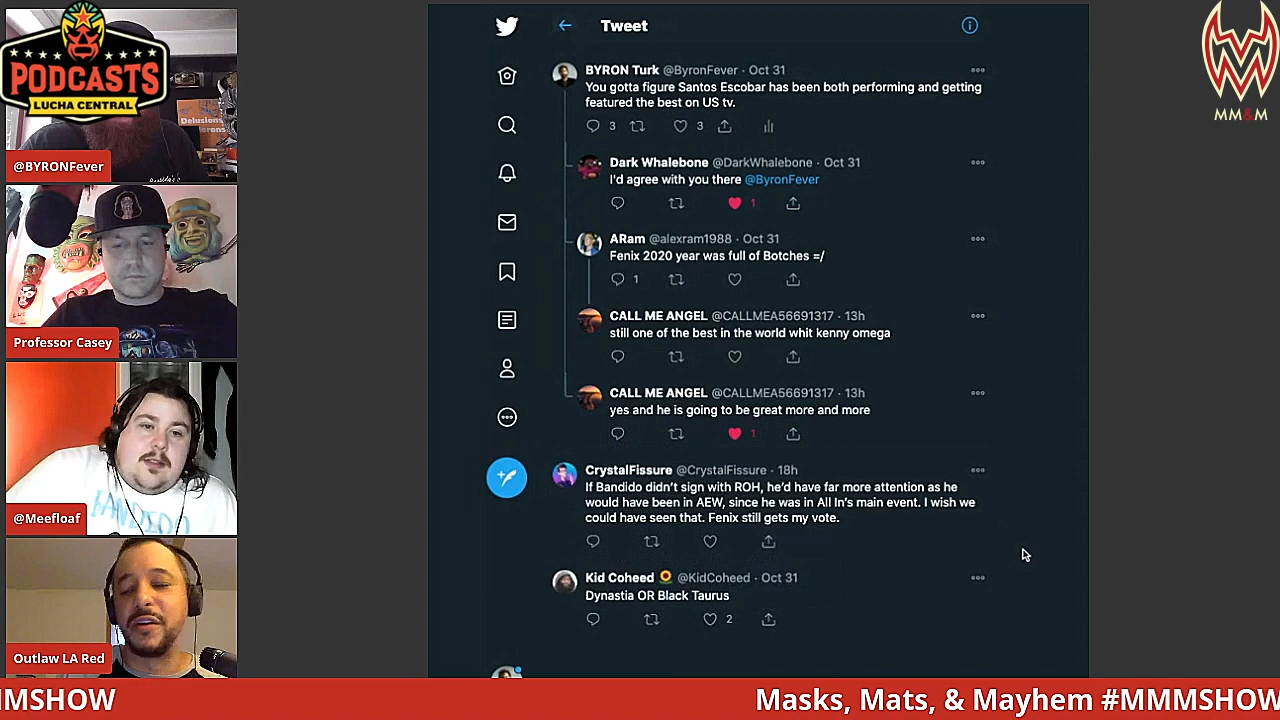 PODCASTS
LUCHA CENTRAL
Delusions
@BYRONFever
Professor Casey
@Meefloaf
Outlaw LA Red
Tweet
BYRON Turk @ByronFever · Oct 31
You gotta figure Santos Escobar has been both performing and getting
featured the best on US tv.
3 3
Dark Whalebone @DarkWhalebone · Oct 31
I'd agree with you there @ByronFever
1
ARam @alexram1988 · Oct 31
Fenix 2020 year was full of Botches =/
1
CALL ME ANGEL @CALLMEA56691317 · 13h
still one of the best in the world whit kenny omega
CALL ME ANGEL @CALLMEA56691317 · 13h
yes and he is going to be great more and more
1
CrystalFissure @CrystalFissure · 18h
If Bandido didn't sign with ROH, he'd have far more attention as he
would have been in AEW, since he was in All In's main event. I wish we
could have seen that. Fenix still gets my vote.
Kid Coheed 🌻 @KidCoheed · Oct 31
Dynastia OR Black Taurus
2
MM&M
MMSHOW
Masks, Mats, & Mayhem #MMMSHOW